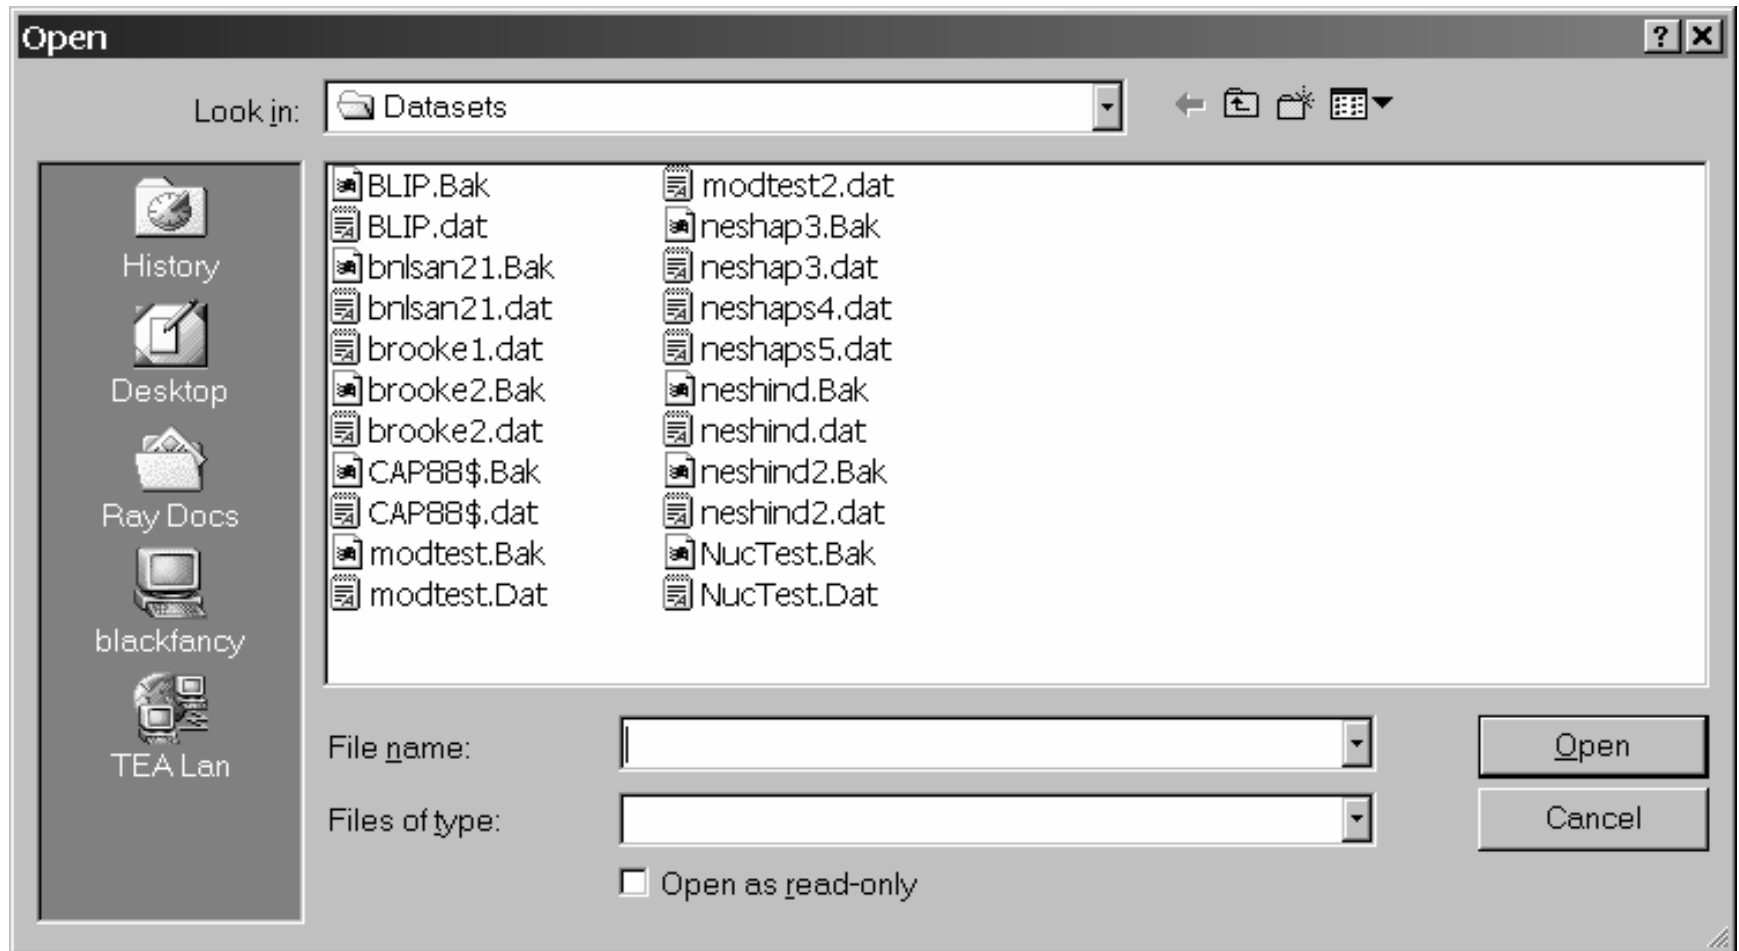 Open
Look in: Datasets
History
Desktop
Ray Docs
blackfancy
TEA Lan
BLIP.Bak
BLIP.dat
bnlsan21.Bak
bnlsan21.dat
brooke1.dat
brooke2.Bak
brooke2.dat
CAP88$.Bak
CAP88$.dat
modtest.Bak
modtest.Dat
modtest2.dat
neshap3.Bak
neshap3.dat
neshaps4.dat
neshaps5.dat
neshind.Bak
neshind.dat
neshind2.Bak
neshind2.dat
NucTest.Bak
NucTest.Dat
File name:
Open
Files of type:
Cancel
Open as read-only